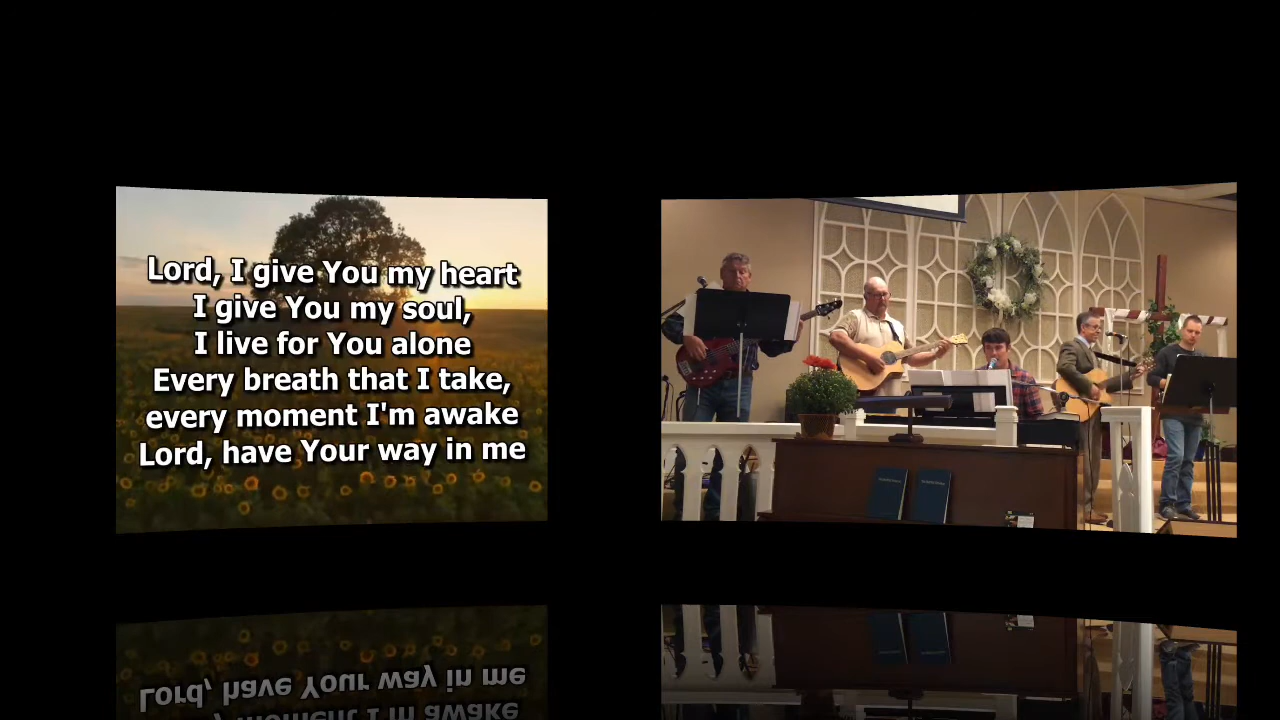 Lord, I give You my heart
I give You my soul,
I live for You alone
Every breath that I take,
every moment I'm awake
Lord, have Your way in me